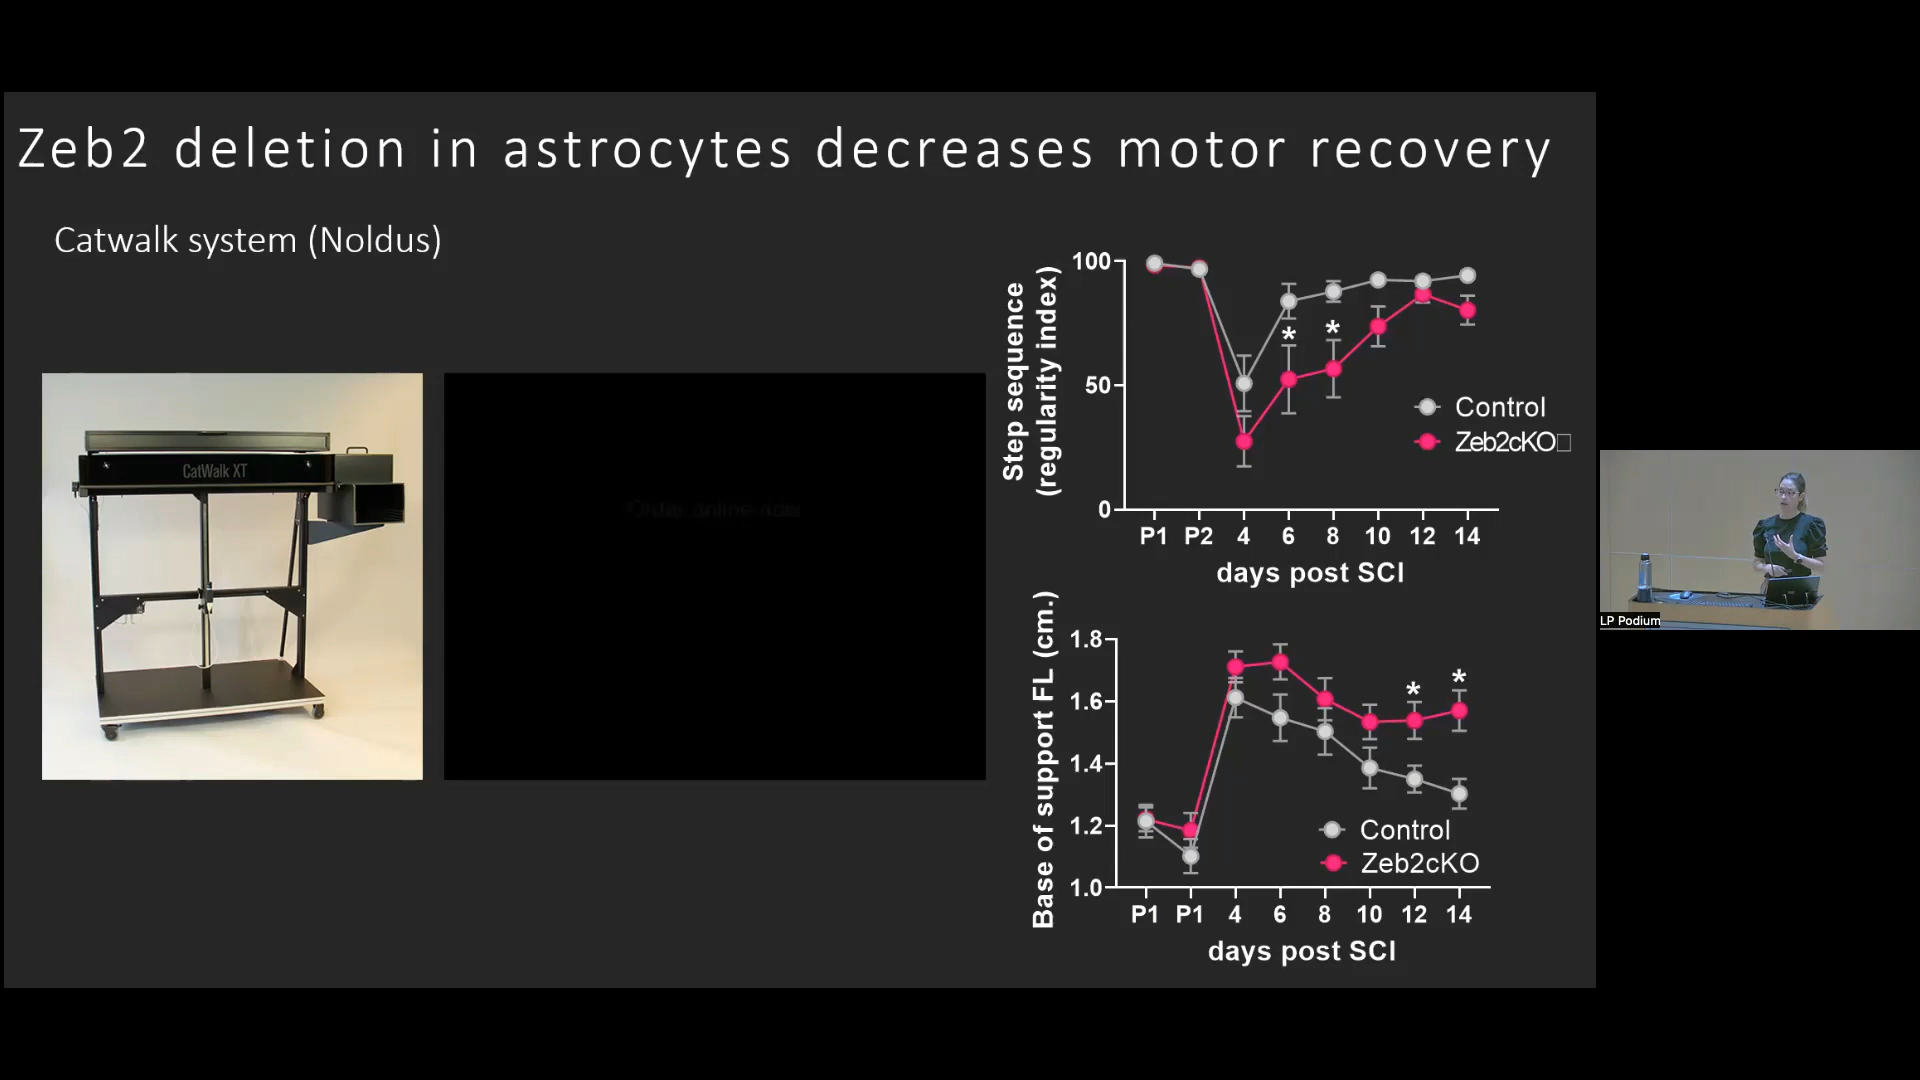 Zeb2 deletion in astrocytes decreases motor recovery
Catwalk system (Noldus)
CatWalk XT
Order online now
Step sequence
(regularity index)
100
50
0
*
*
Control
Zeb2cKO
P1 P2 4 6 8 10 12 14
days post SCI
Base of support FL (cm.)
1.8
1.6
1.4
1.2
1.0
*
*
Control
Zeb2cKO
P1 P1 4 6 8 10 12 14
days post SCI
LP Podium